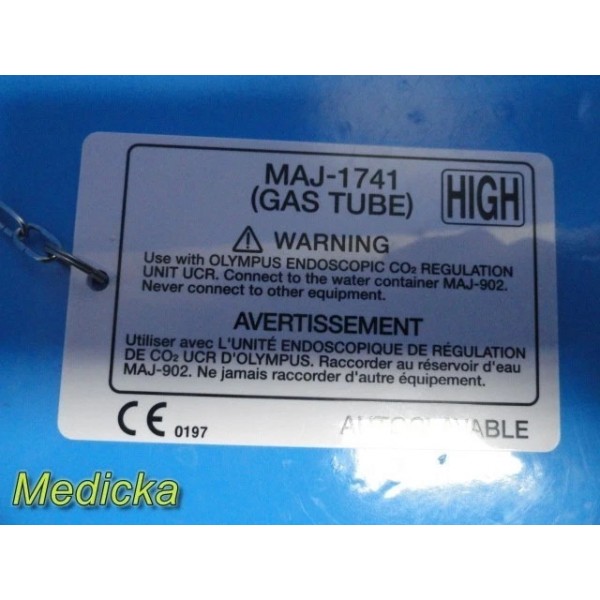 MAJ-1741
(GAS TUBE)
HIGH
⚠ WARNING
Use with OLYMPUS ENDOSCOPIC CO₂ REGULATION
UNIT UCR. Connect to the water container MAJ-902.
Never connect to other equipment.
AVERTISSEMENT
Utiliser avec L'UNITÉ ENDOSCOPIQUE DE RÉGULATION
DE CO₂ UCR D'OLYMPUS. Raccorder au réservoir d'eau
MAJ-902. Ne jamais raccorder d'autre équipement.
CE 0197
AUTOCLAVABLE
Medicka